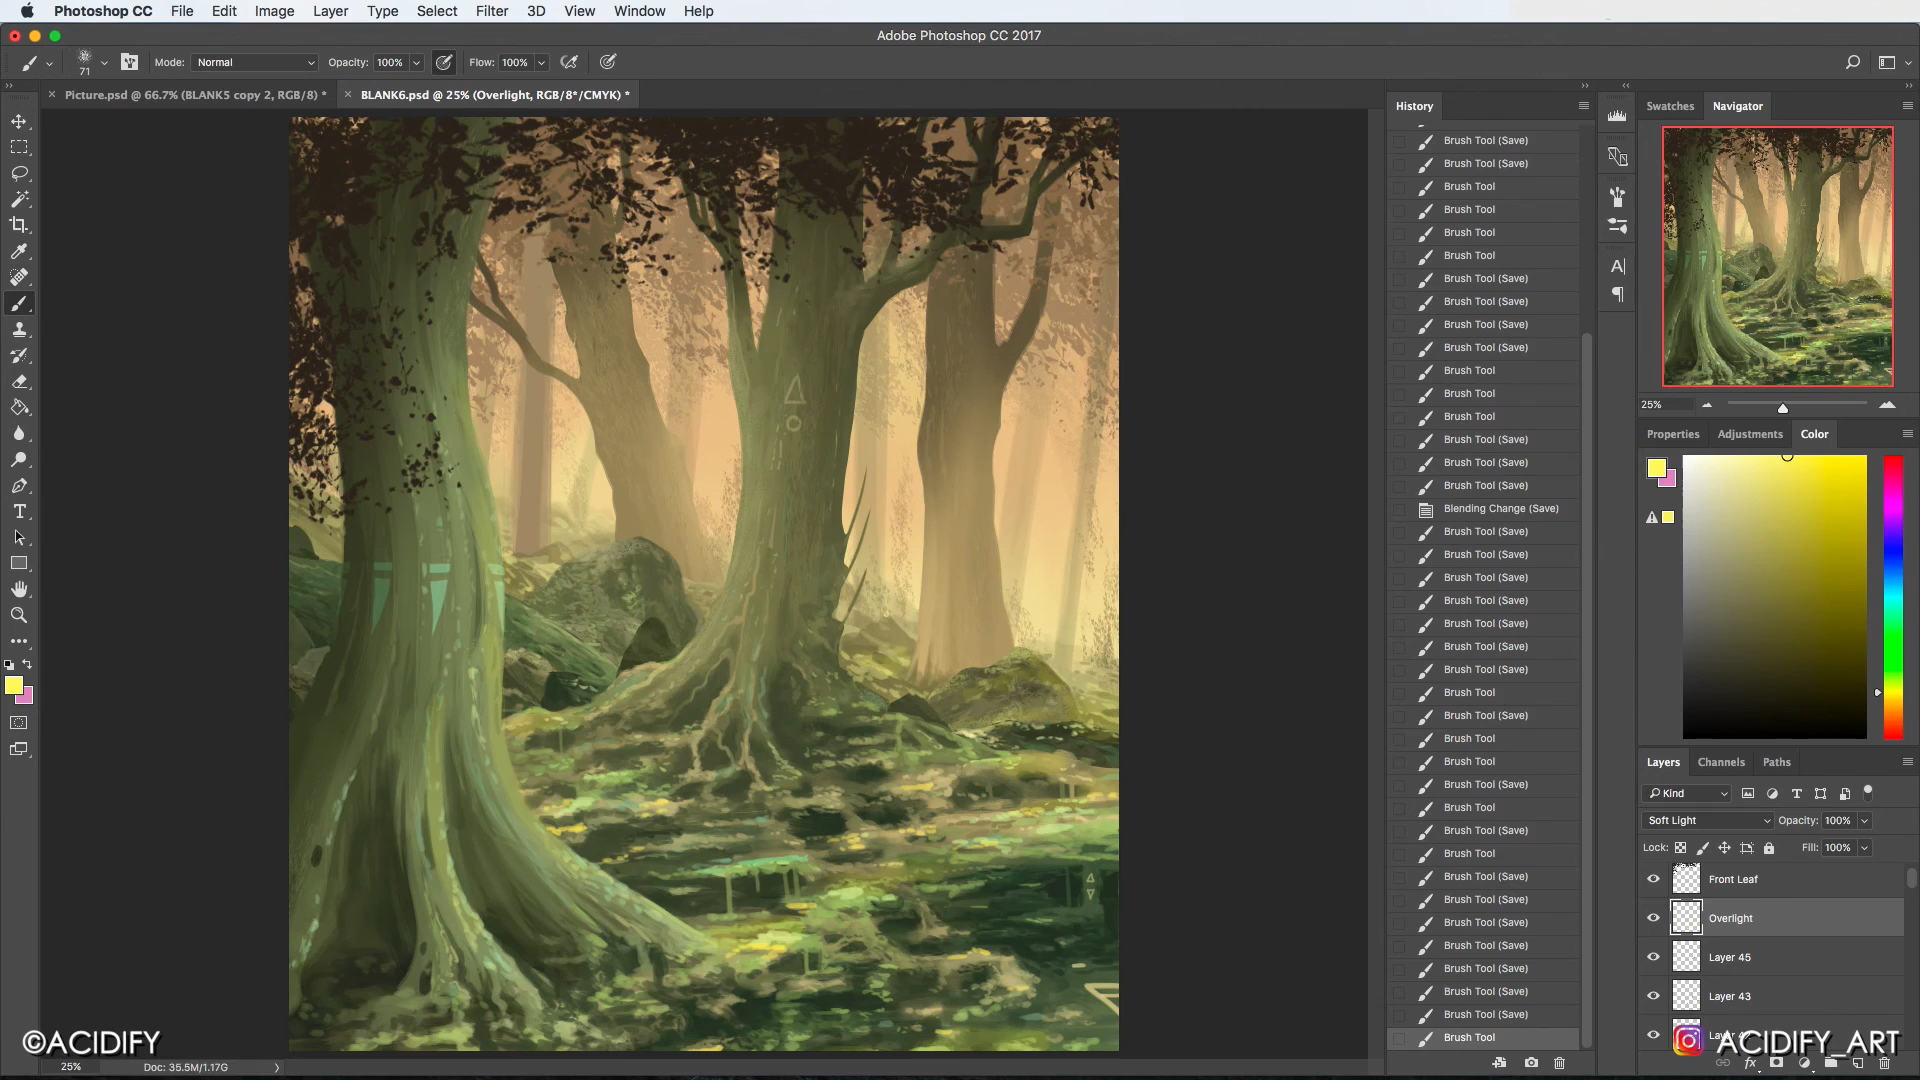 Photoshop CC File Edit Image Layer Type Select Filter 3D View Window Help
Adobe Photoshop CC 2017
71 Mode: Normal Opacity: 100% Flow: 100%
Picture.psd @ 66.7% (BLANK5 copy 2, RGB/8) * BLANK6.psd @ 25% (Overlight, RGB/8*/CMYK) *
History
Brush Tool (Save)
Brush Tool (Save)
Brush Tool
Brush Tool
Brush Tool
Brush Tool
Brush Tool (Save)
Brush Tool (Save)
Brush Tool (Save)
Brush Tool (Save)
Brush Tool
Brush Tool
Brush Tool
Brush Tool (Save)
Brush Tool (Save)
Brush Tool (Save)
Blending Change (Save)
Brush Tool (Save)
Brush Tool (Save)
Brush Tool (Save)
Brush Tool (Save)
Brush Tool (Save)
Brush Tool (Save)
Brush Tool (Save)
Brush Tool
Brush Tool (Save)
Brush Tool
Brush Tool
Brush Tool (Save)
Brush Tool
Brush Tool (Save)
Brush Tool
Brush Tool (Save)
Brush Tool (Save)
Brush Tool (Save)
Brush Tool (Save)
Brush Tool (Save)
Brush Tool (Save)
Brush Tool (Save)
Brush Tool
Swatches Navigator
25%
Properties Adjustments Color
Layers Channels Paths
Kind
Soft Light Opacity: 100%
Lock: Fill: 100%
Front Leaf
Overlight
Layer 45
Layer 43
©ACIDIFY
ACIDIFY_ART
25% Doc: 35.5M/1.17G